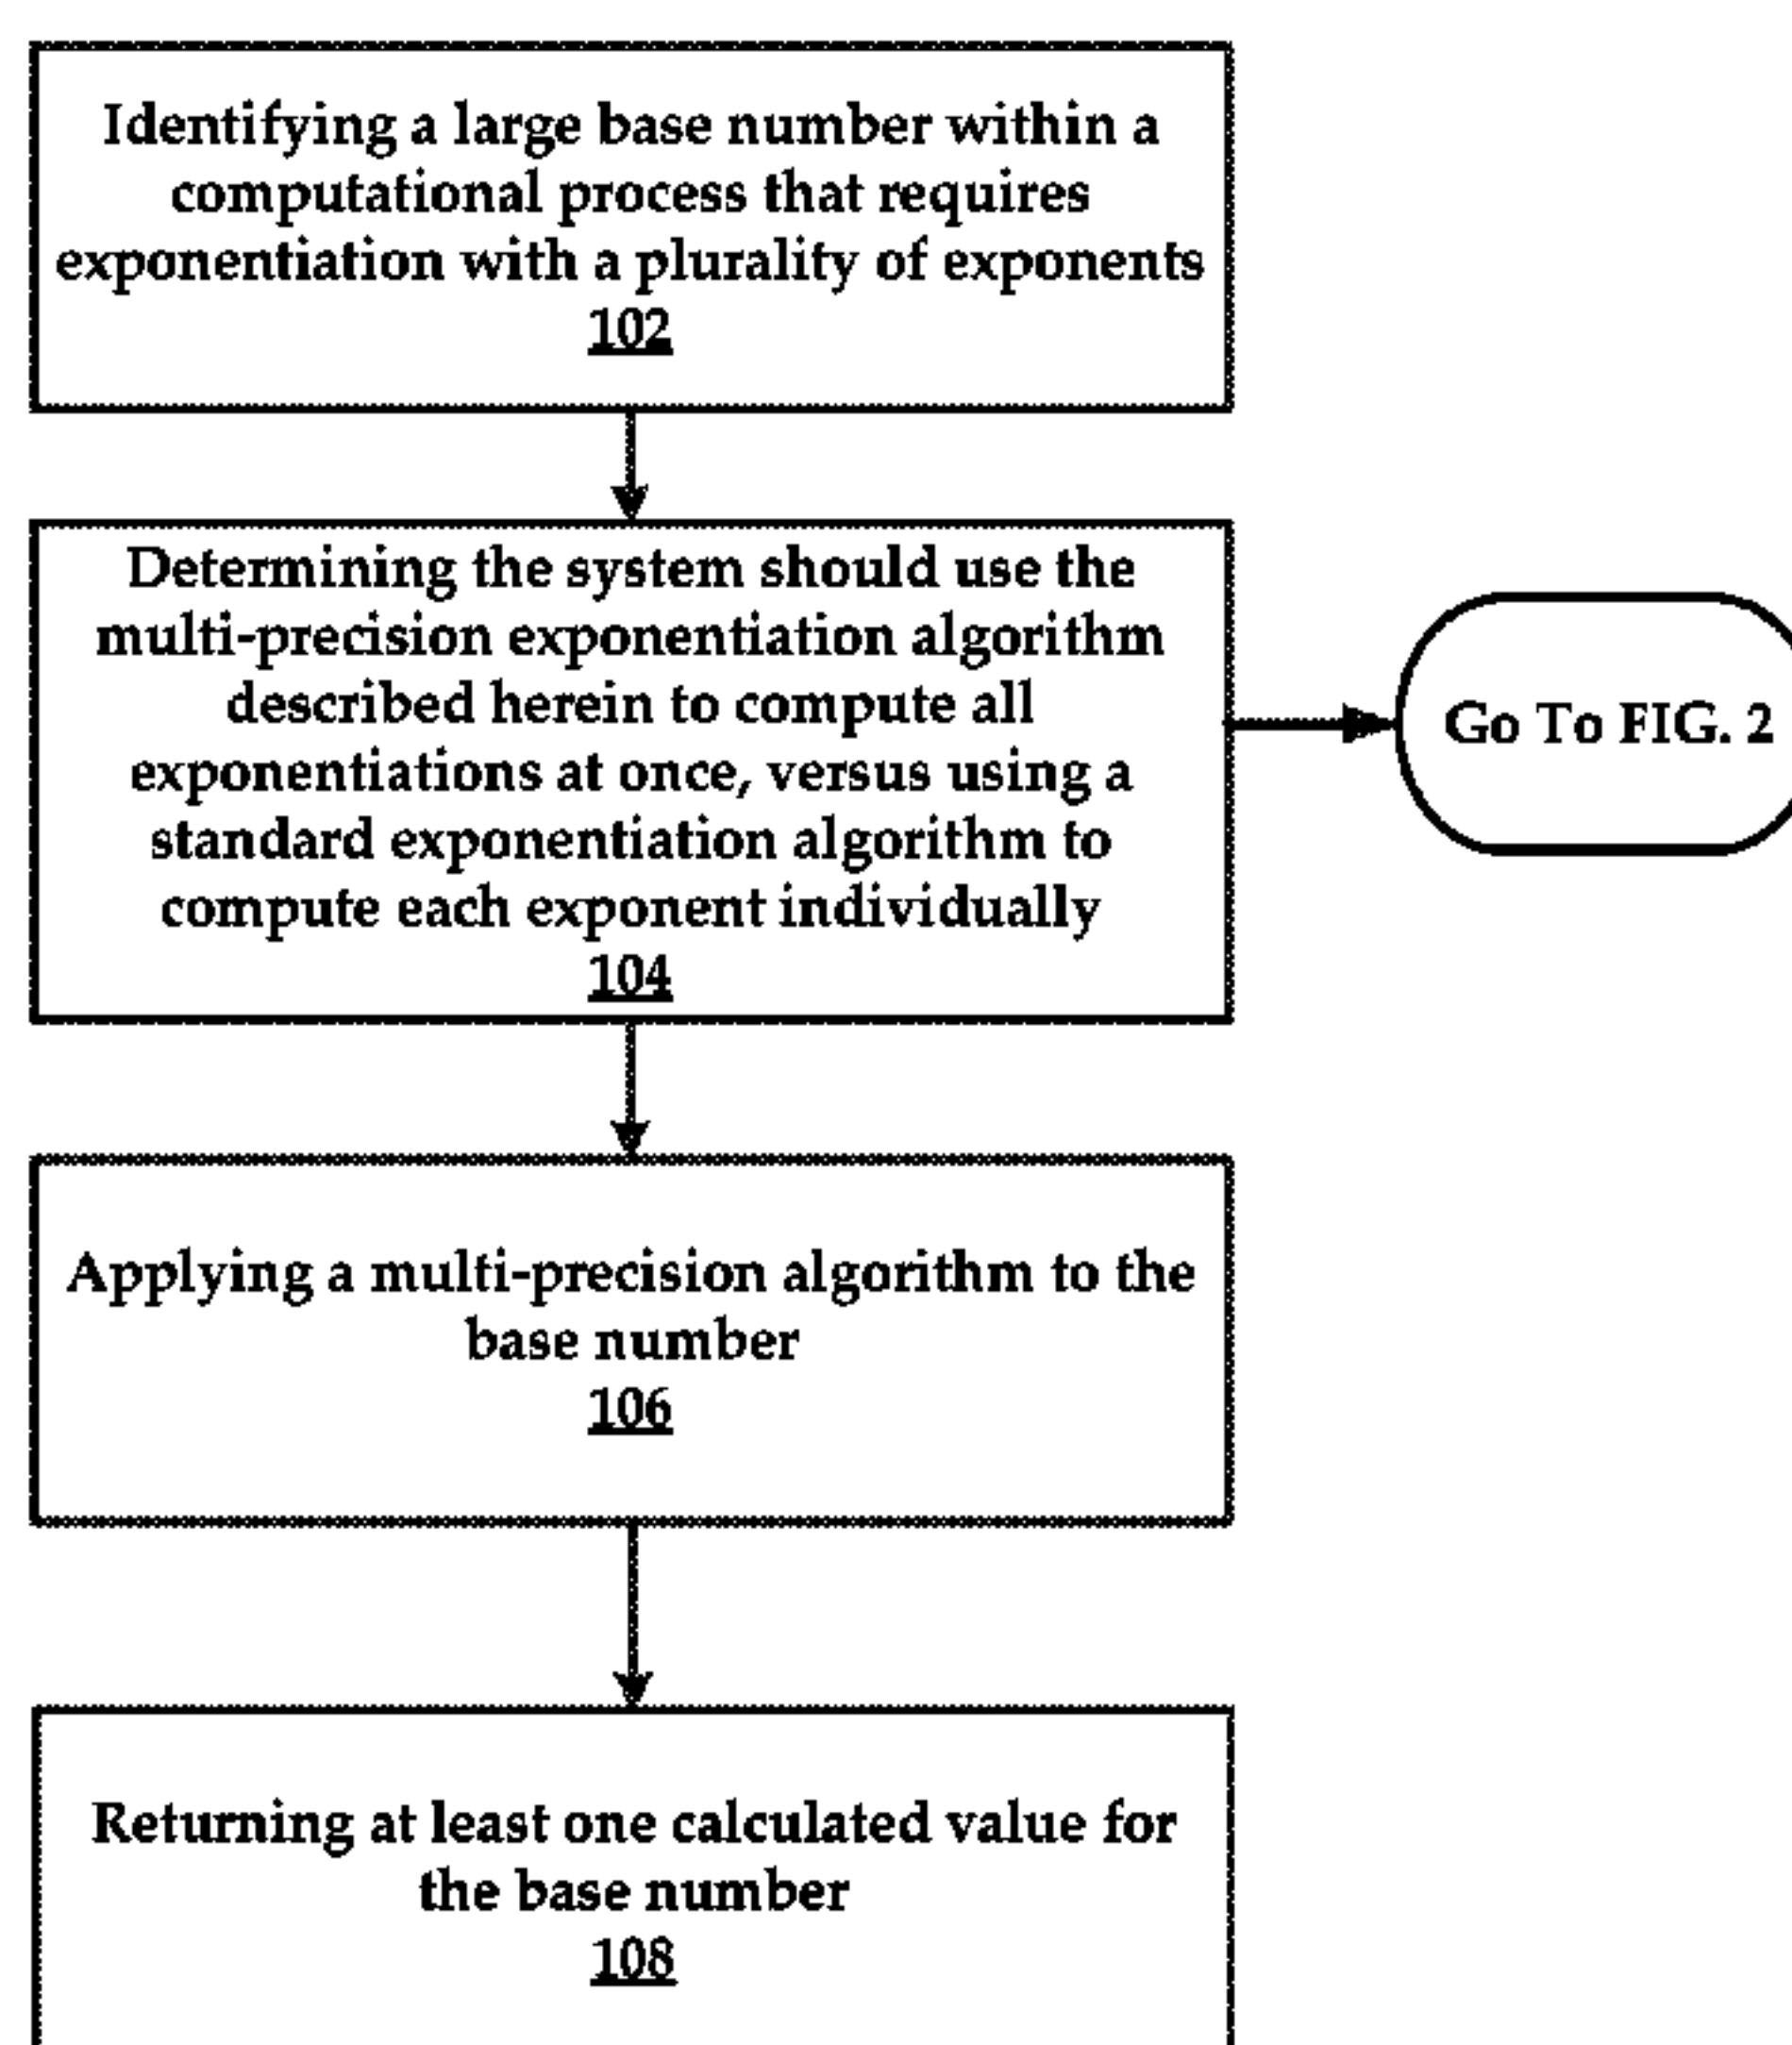 Identifying a large base number within a
computational process that requires
exponentiation with a plurality of exponents
102
Determining the system should use the
multi-precision exponentiation algorithm
described herein to compute all
exponentiations at once, versus using a
standard exponentiation algorithm to
compute each exponent individually
104
Go To FIG. 2
Applying a multi-precision algorithm to the
base number
106
Returning at least one calculated value for
the base number
108